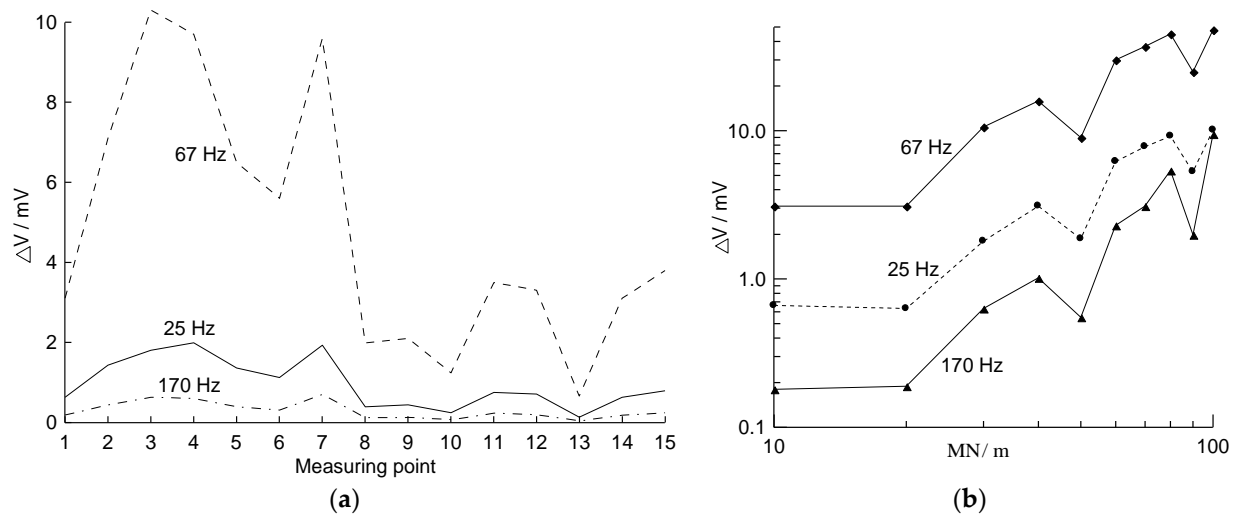 10
8
6
4
2
0
△V / mV
67 Hz
25 Hz
170 Hz
1 2 3 4 5 6 7 8 9 10 11 12 13 14 15
Measuring point
(a)
10.0
1.0
0.1
△V / mV
67 Hz
25 Hz
170 Hz
10 100
MN/ m
(b)